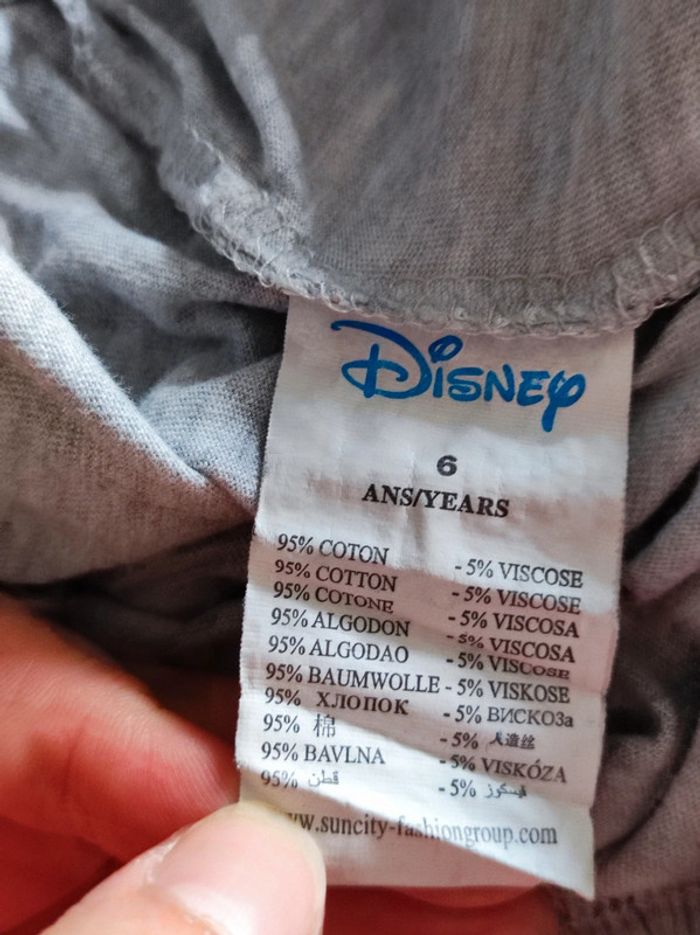 Disney
6
ANS/YEARS
95% COTON - 5% VISCOSE
95% COTTON - 5% VISCOSE
95% COTONE - 5% VISCOSA
95% ALGODON - 5% VISCOSA
95% ALGODAO - 5% VISCOSE
95% BAUMWOLLE - 5% VISKOSE
95% ХЛОПОК - 5% ВИСКОЗа
95% 棉 - 5% 人造丝
95% BAVLNA - 5% VISKÓZA
95% قطن - 5% فيسكوز
w.suncity-fashiongroup.com